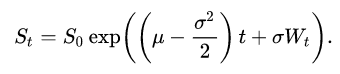 $S_t = S_0 \exp\left(\left(\mu - \frac{\sigma^2}{2}\right)t + \sigma W_t\right).$